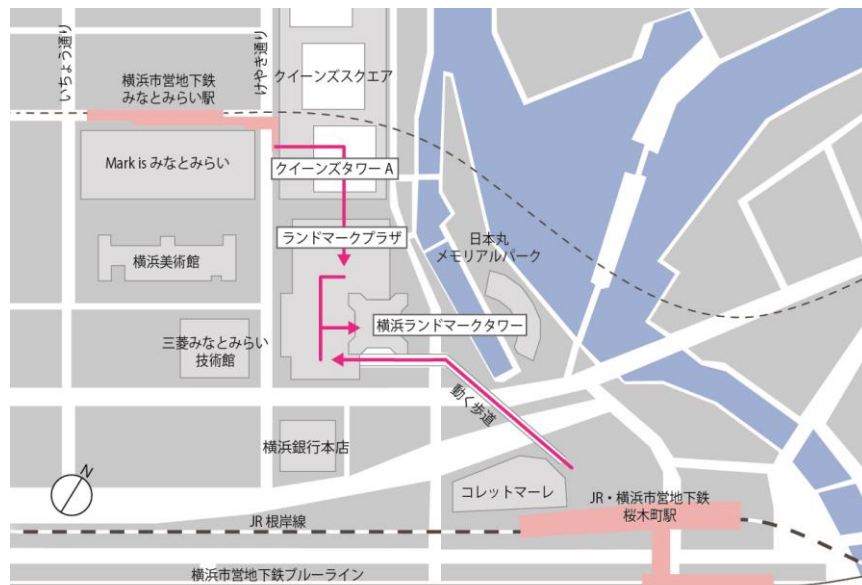 いちょう通り
けやき通り
横浜市営地下鉄
みなとみらい駅
クイーンズスクエア
Mark is みなとみらい
クイーンズタワー A
ランドマークプラザ
日本丸
メモリアルパーク
横浜美術館
三菱みなとみらい
技術館
横浜ランドマークタワー
動く歩道
横浜銀行本店
N
コレットマーレ
JR・横浜市営地下鉄
桜木町駅
JR 根岸線
横浜市営地下鉄ブルーライン